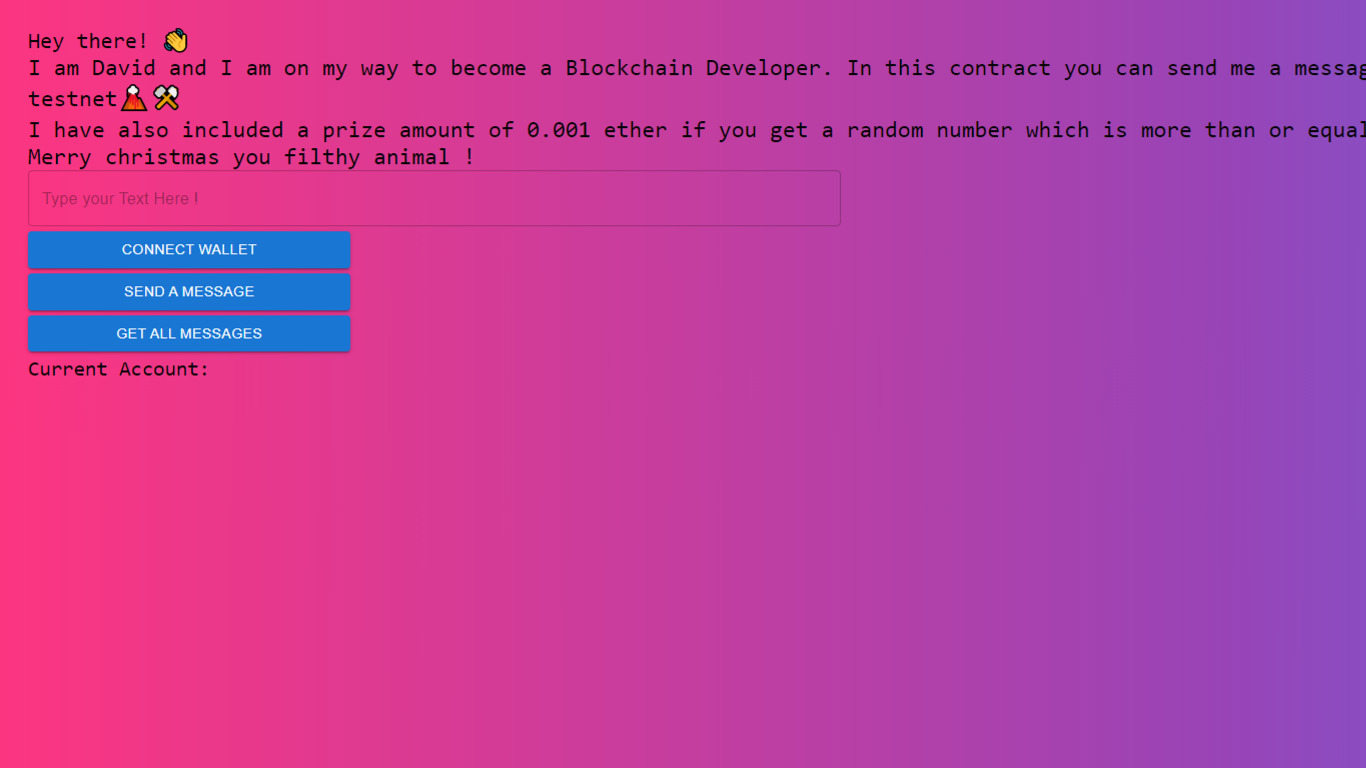 Hey there! 👋
I am David and I am on my way to become a Blockchain Developer. In this contract you can send me a messag
testnet🌋⚒
I have also included a prize amount of 0.001 ether if you get a random number which is more than or equal
Merry christmas you filthy animal !
Type your Text Here !
CONNECT WALLET
SEND A MESSAGE
GET ALL MESSAGES
Current Account: